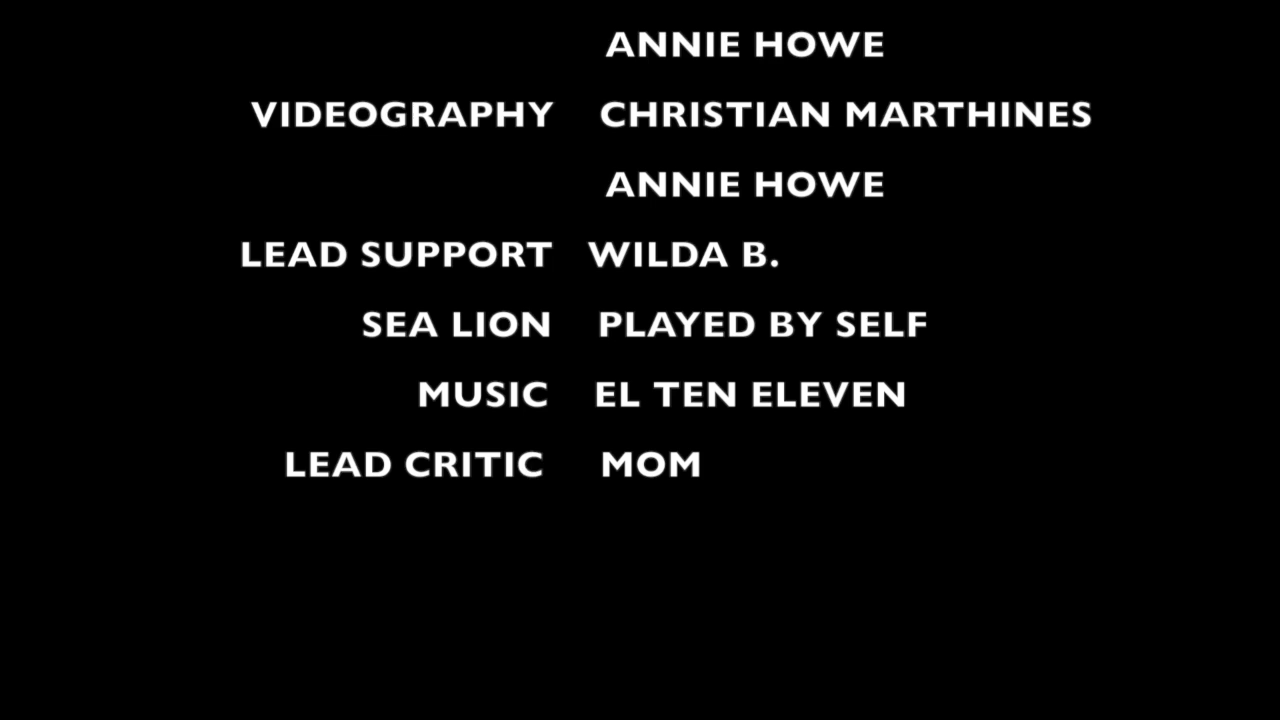 ANNIE HOWE
VIDEOGRAPHY CHRISTIAN MARTHINES
ANNIE HOWE
LEAD SUPPORT WILDA B.
SEA LION PLAYED BY SELF
MUSIC EL TEN ELEVEN
LEAD CRITIC MOM